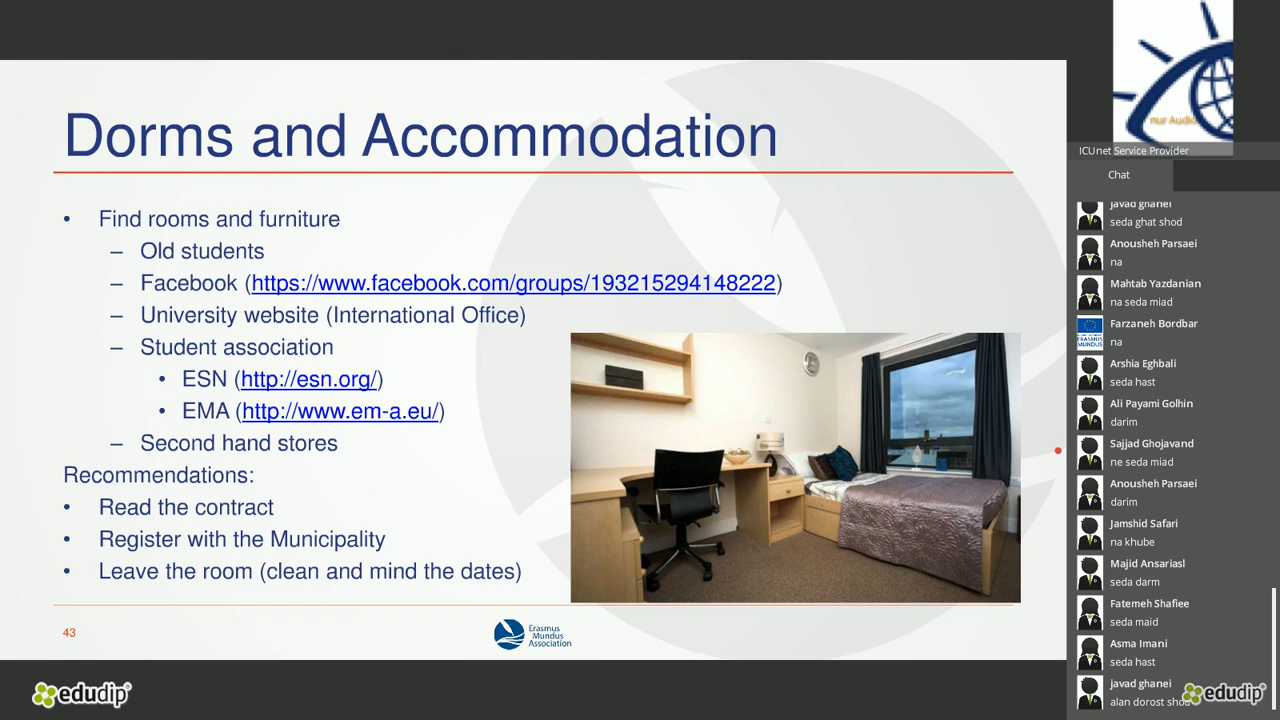 Dorms and Accommodation
• Find rooms and furniture
– Old students
– Facebook (https://www.facebook.com/groups/193215294148222)
– University website (International Office)
– Student association
• ESN (http://esn.org/)
• EMA (http://www.em-a.eu/)
– Second hand stores
Recommendations:
• Read the contract
• Register with the Municipality
• Leave the room (clean and mind the dates)
43
Erasmus
Mundus
Association
edudip
nur Audio
ICUnet Service Provider
Chat
javad ghanei
seda ghat shod
Anousheh Parsaei
na
Mahtab Yazdanian
na seda miad
Farzaneh Bordbar
na
ERASMUS
MUNDUS
Arshia Eghbali
seda hast
Ali Payami Golhin
darim
Sajjad Ghojavand
ne seda miad
Anousheh Parsaei
darim
Jamshid Safari
na khube
Majid Ansariasl
seda darm
Fatemeh Shafiee
seda maid
Asma Imani
seda hast
javad ghanei
alan dorost shod
edudip